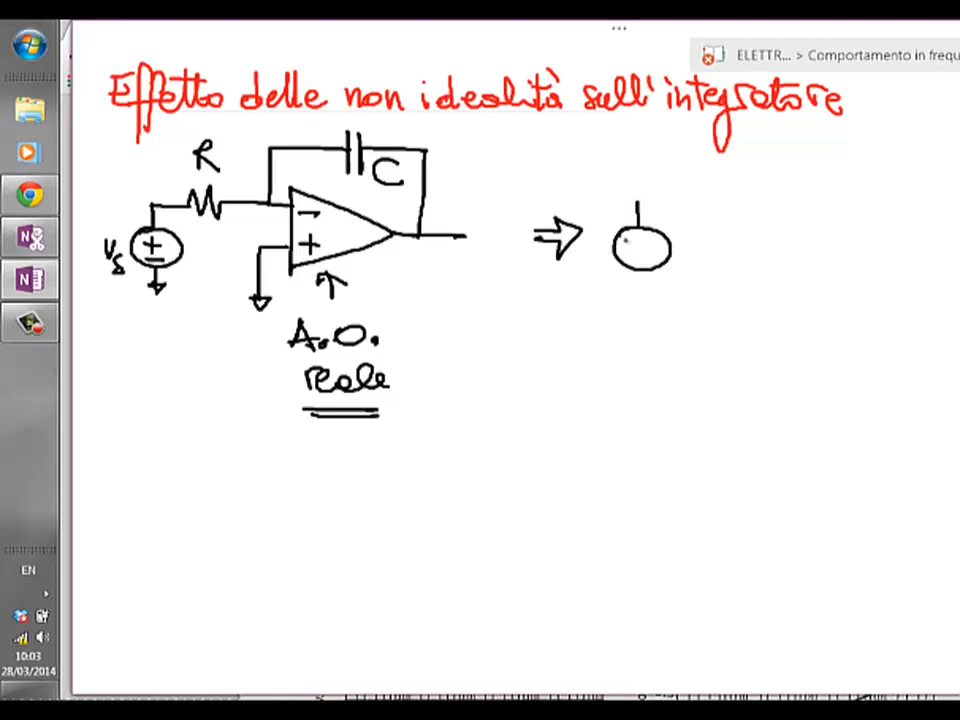 ...
ELETTR... > Comportamento in frequ
Effetto delle non idealità sull'integratore
R
C
Vs
+
−
+
A.O.
reale
EN
10:03
28/03/2014